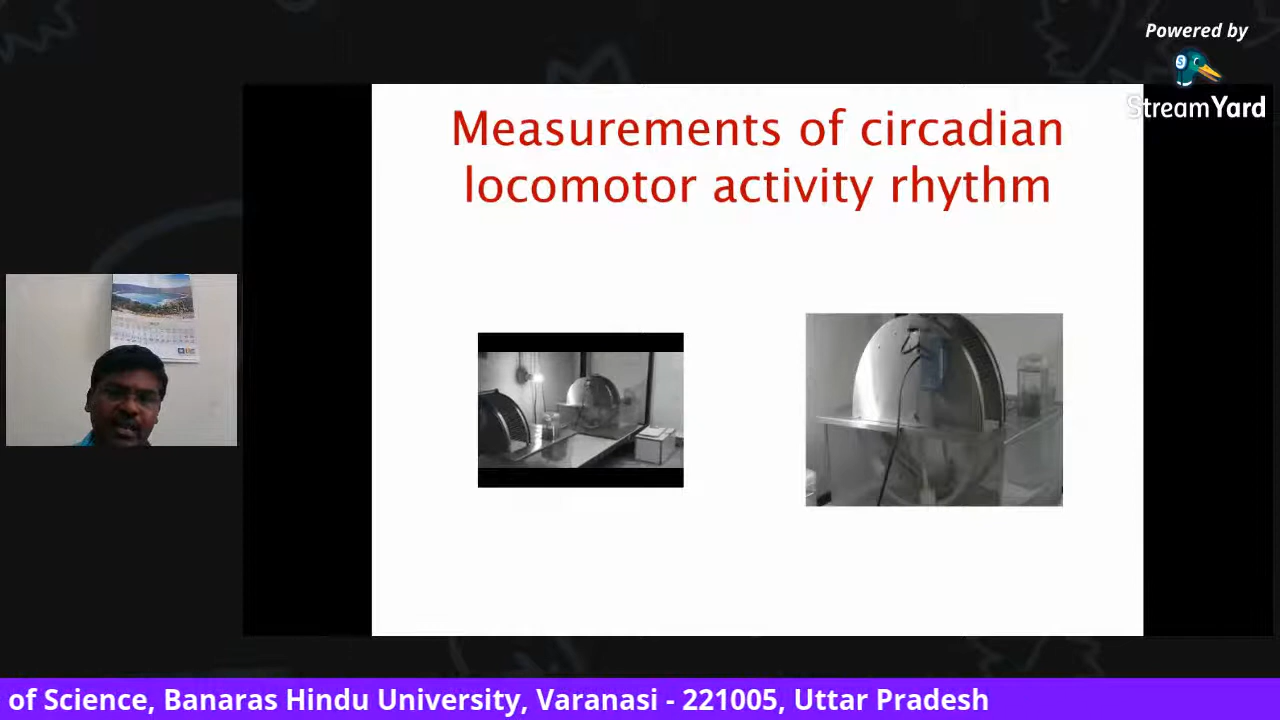 Powered by
StreamYard
Measurements of circadian
locomotor activity rhythm
of Science, Banaras Hindu University, Varanasi - 221005, Uttar Pradesh